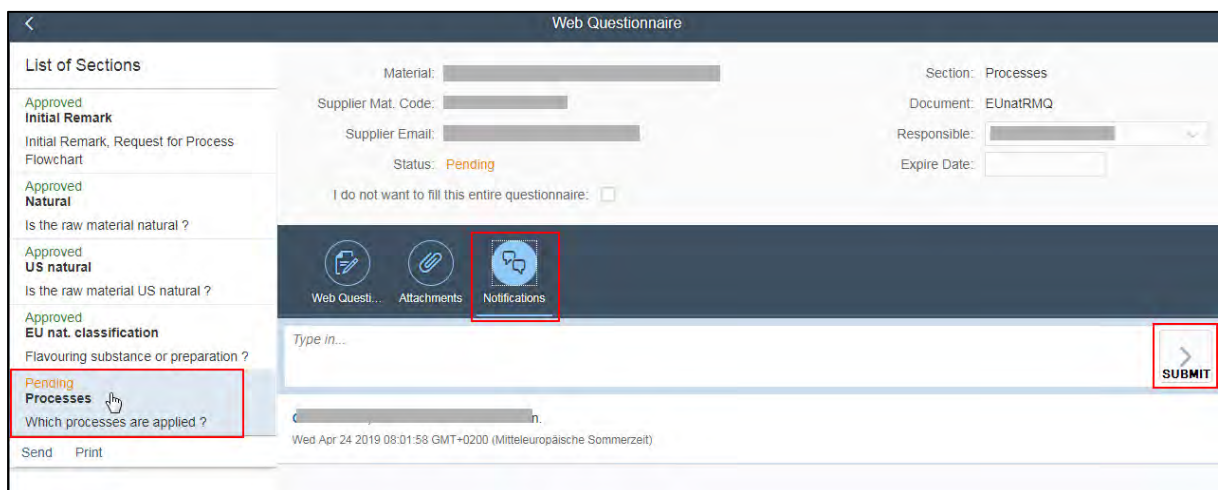 Web Questionnaire
List of Sections
Approved
Initial Remark
Initial Remark, Request for Process
Flowchart
Approved
Natural
Is the raw material natural ?
Approved
US natural
Is the raw material US natural ?
Approved
EU nat. classification
Flavouring substance or preparation ?
Pending
Processes
Which processes are applied ?
Send Print
Material:
Supplier Mat. Code:
Supplier Email:
Status: Pending
I do not want to fill this entire questionnaire:
Section: Processes
Document: EUnatRMQ
Responsible:
Expire Date:
Web Questi... Attachments Notifications
Type in...
SUBMIT
n.
Wed Apr 24 2019 08:01:58 GMT+0200 (Mitteleuropäische Sommerzeit)